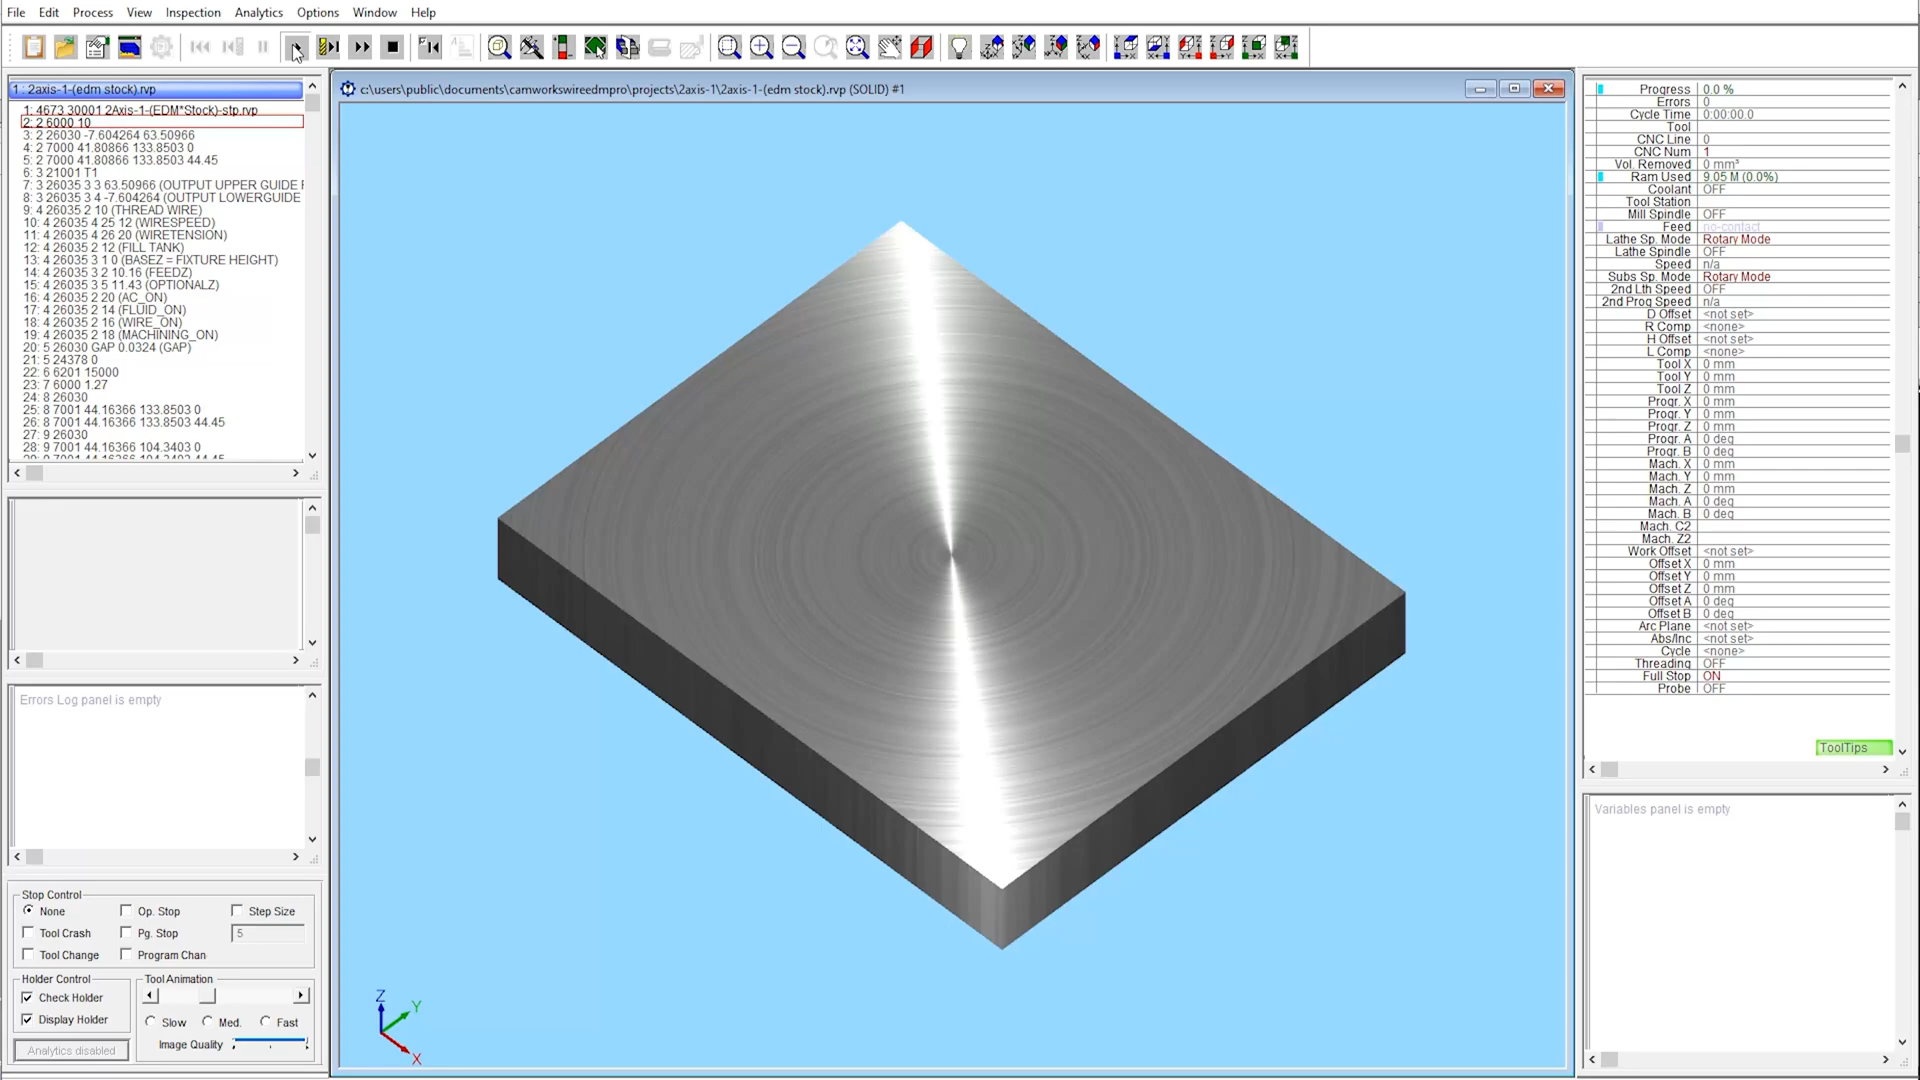 File Edit Process View Inspection Analytics Options Window Help
1 : 2axis-1-(edm stock).rvp
1: 4673 30001 2Axis-1-(EDM*Stock)-stp.rvp
2: 2 6000 10
3: 2 26030 -7.604264 63.50966
4: 2 7000 41.80866 133.8503 0
5: 2 7000 41.80866 133.8503 44.45
6: 3 21001 T1
7: 3 26035 3 3 63.50966 (OUTPUT UPPER GUIDE
8: 3 26035 3 4 -7.604264 (OUTPUT LOWERGUIDE
9: 4 26035 2 10 (THREAD WIRE)
10: 4 26035 4 25 12 (WIRESPEED)
11: 4 26035 4 26 20 (WIRETENSION)
12: 4 26035 2 12 (FILL TANK)
13: 4 26035 3 1 0 (BASEZ = FIXTURE HEIGHT)
14: 4 26035 3 2 10.16 (FEEDZ)
15: 4 26035 3 5 11.43 (OPTIONALZ)
16: 4 26035 2 20 (AC_ON)
17: 4 26035 2 14 (FLUID_ON)
18: 4 26035 2 16 (WIRE_ON)
19: 4 26035 2 18 (MACHINING_ON)
20: 5 26030 GAP 0.0324 (GAP)
21: 5 24378 0
22: 6 6201 15000
23: 7 6000 1.27
24: 8 26030
25: 8 7001 44.16366 133.8503 0
26: 8 7001 44.16366 133.8503 44.45
27: 9 26030
28: 9 7001 44.16366 104.3403 0
29: 9 7001 44.16366 104.3403 44.45
Errors Log panel is empty
Stop Control
None Op. Stop Step Size
Tool Crash Pg. Stop 5
Tool Change Program Chan
Holder Control
Check Holder
Display Holder
Analytics disabled
Tool Animation
Slow Med. Fast
Image Quality
c:\users\public\documents\camworkswireedmpro\projects\2axis-1\2axis-1-(edm stock).rvp (SOLID) #1
Z
Y
X
Progress 0.0 %
Errors 0
Cycle Time 0:00:00.0
Tool
CNC Line 0
CNC Num 1
Vol. Removed 0 mm³
Ram Used 9.05 M (0.0%)
Coolant OFF
Tool Station
Mill Spindle OFF
Feed no-contact
Lathe Sp. Mode Rotary Mode
Lathe Spindle OFF
Speed n/a
Subs Sp. Mode Rotary Mode
2nd Lth Speed OFF
2nd Prog Speed n/a
D Offset <not set>
R Comp <none>
H Offset <not set>
L Comp <none>
Tool X 0 mm
Tool Y 0 mm
Tool Z 0 mm
Progr. X 0 mm
Progr. Y 0 mm
Progr. Z 0 mm
Progr. A 0 deg
Progr. B 0 deg
Mach. X 0 mm
Mach. Y 0 mm
Mach. Z 0 mm
Mach. A 0 deg
Mach. B 0 deg
Mach. C2
Mach. Z2
Work Offset <not set>
Offset X 0 mm
Offset Y 0 mm
Offset Z 0 mm
Offset A 0 deg
Offset B 0 deg
Arc Plane <not set>
Abs/Inc <not set>
Cycle <none>
Threading OFF
Full Stop ON
Probe OFF
ToolTips
Variables panel is empty